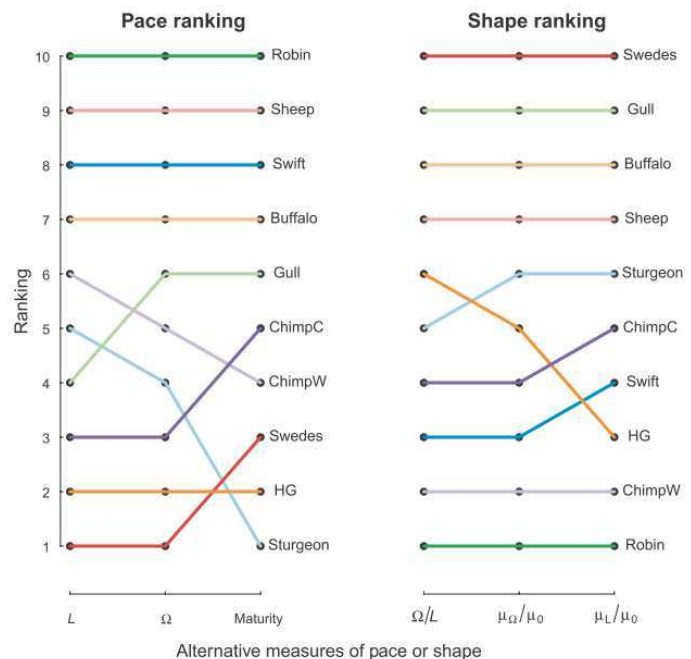 Pace ranking
Shape ranking
Ranking
10
9
8
7
6
5
4
3
2
1
Robin
Sheep
Swift
Buffalo
Gull
ChimpC
ChimpW
Swedes
HG
Sturgeon
L
Ω
Maturity
Swedes
Gull
Buffalo
Sheep
Sturgeon
ChimpC
Swift
HG
ChimpW
Robin
Ω/L
μΩ/μ0
μL/μ0
Alternative measures of pace or shape